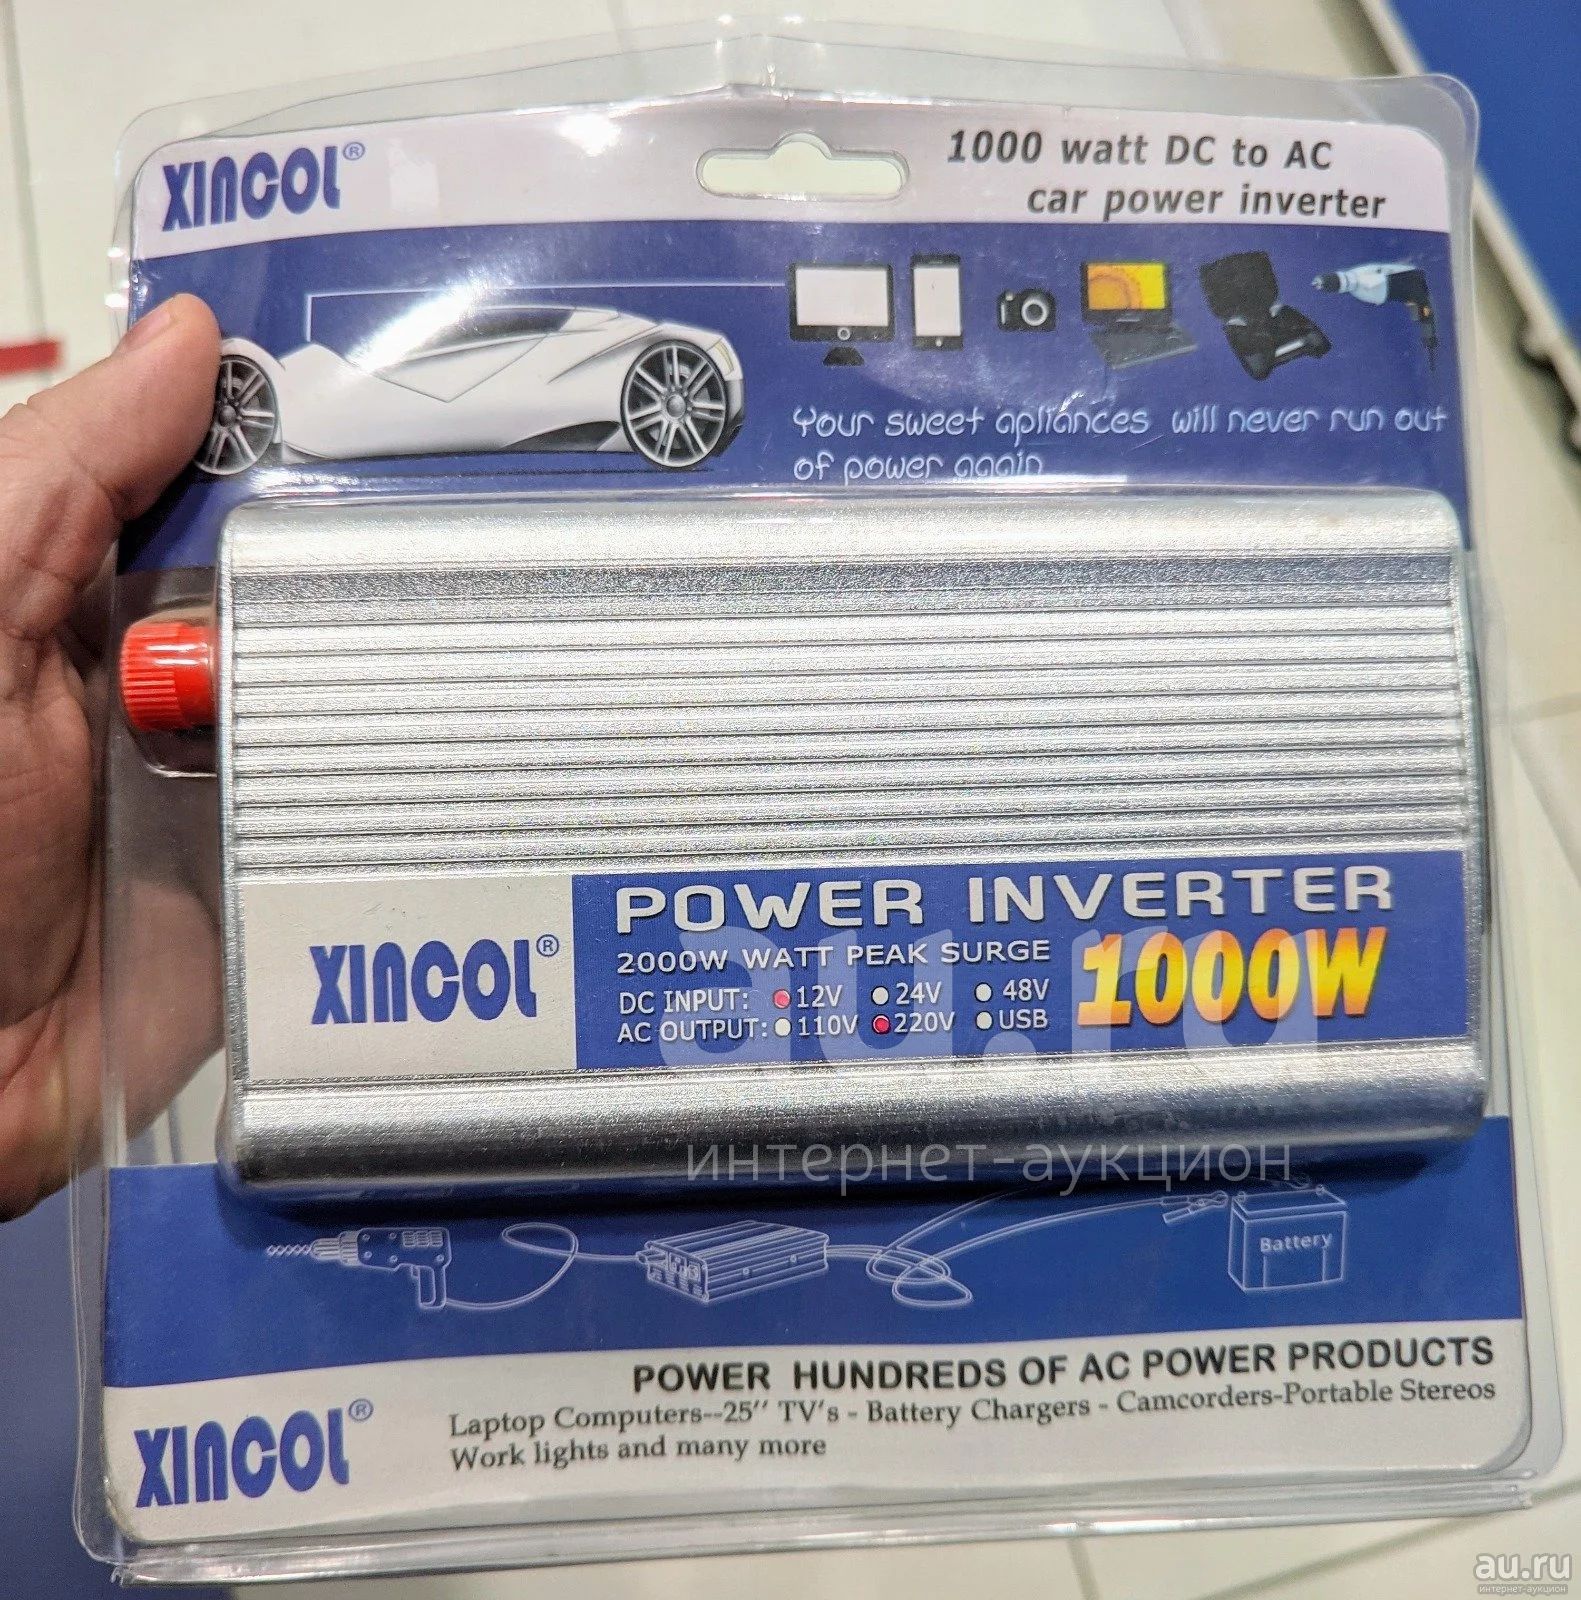 XINCOL®
1000 watt DC to AC
car power inverter
Your sweet apliances will never run out
of power again
POWER INVERTER
XINCOL®
2000W WATT PEAK SURGE
1000W
DC INPUT: 12V 24V 48V
AC OUTPUT: 110V 220V USB
au.ru
интернет-аукцион
Battery
POWER HUNDREDS OF AC POWER PRODUCTS
XINCOL®
Laptop Computers--25'' TV's - Battery Chargers - Camcorders-Portable Stereos
Work lights and many more
au.ru
интернет-аукцион